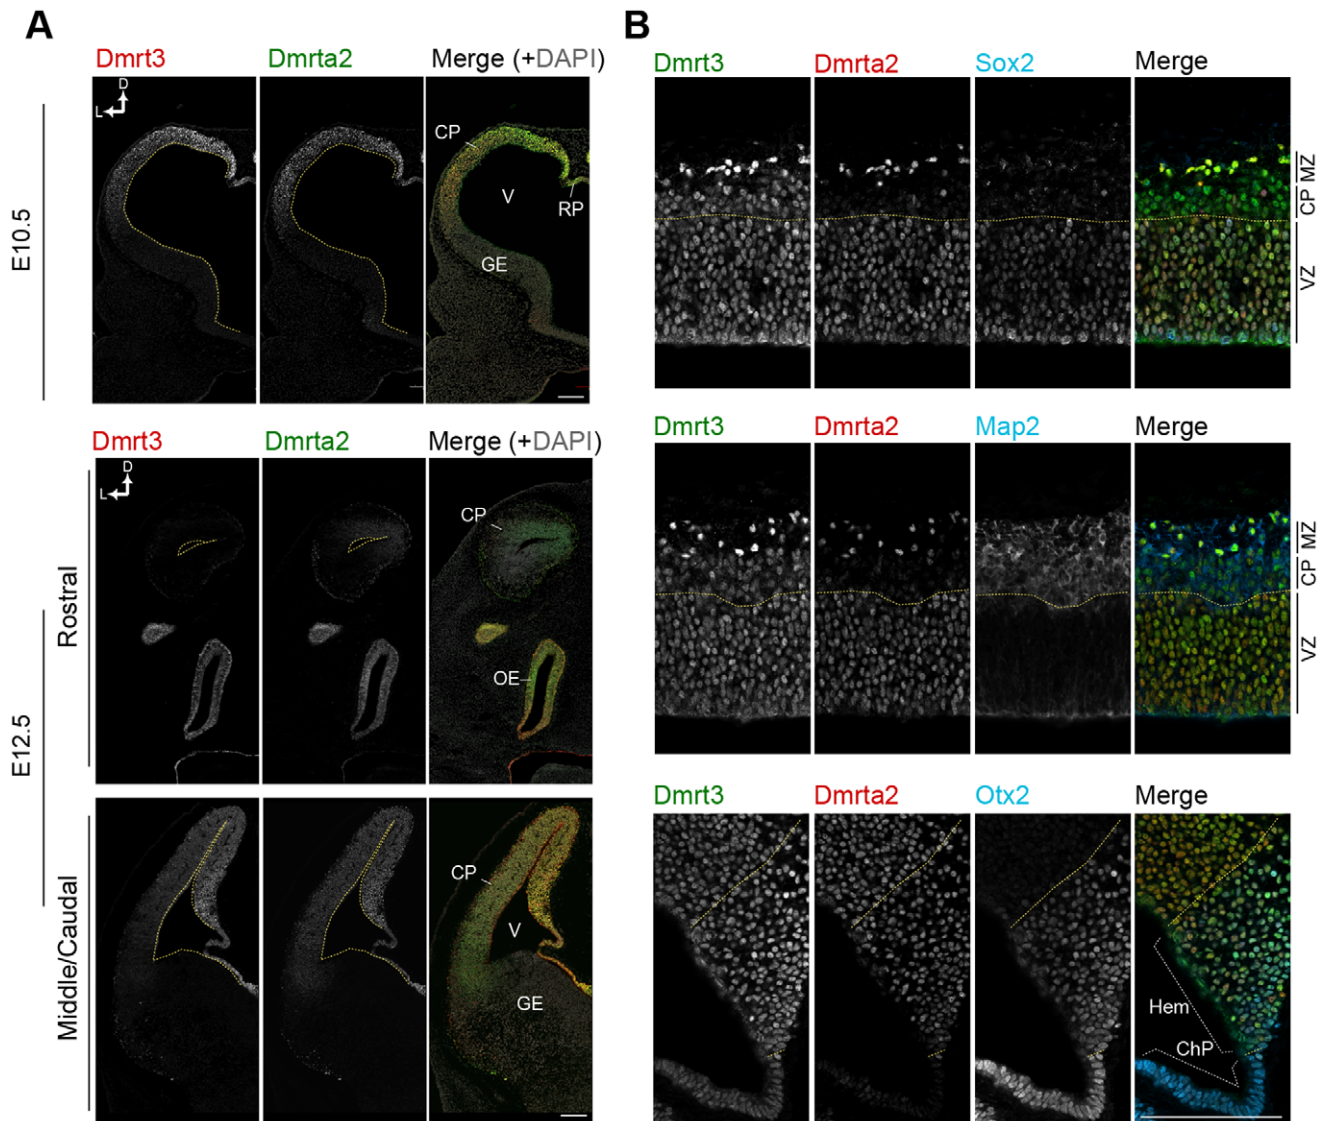 A
B
Dmrt3 Dmrta2 Merge (+DAPI)
D
L
CP
V
RP
GE
E10.5
Dmrt3 Dmrta2 Merge (+DAPI)
D
L
CP
OE
Rostral
E12.5
CP
V
GE
Middle/Caudal
Dmrt3 Dmrta2 Sox2 Merge
MZ
CP
VZ
Dmrt3 Dmrta2 Map2 Merge
MZ
CP
VZ
Dmrt3 Dmrta2 Otx2 Merge
Hem
ChP